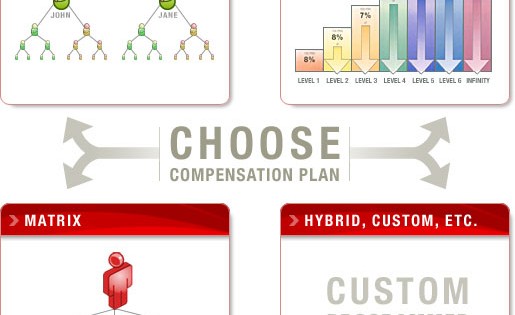 JOHN
JANE
7%
8%
8%
LEVEL 1
LEVEL 2
LEVEL 3
LEVEL 4
LEVEL 5
LEVEL 6
INFINITY
CHOOSE
COMPENSATION PLAN
MATRIX
HYBRID, CUSTOM, ETC.
CUSTOM